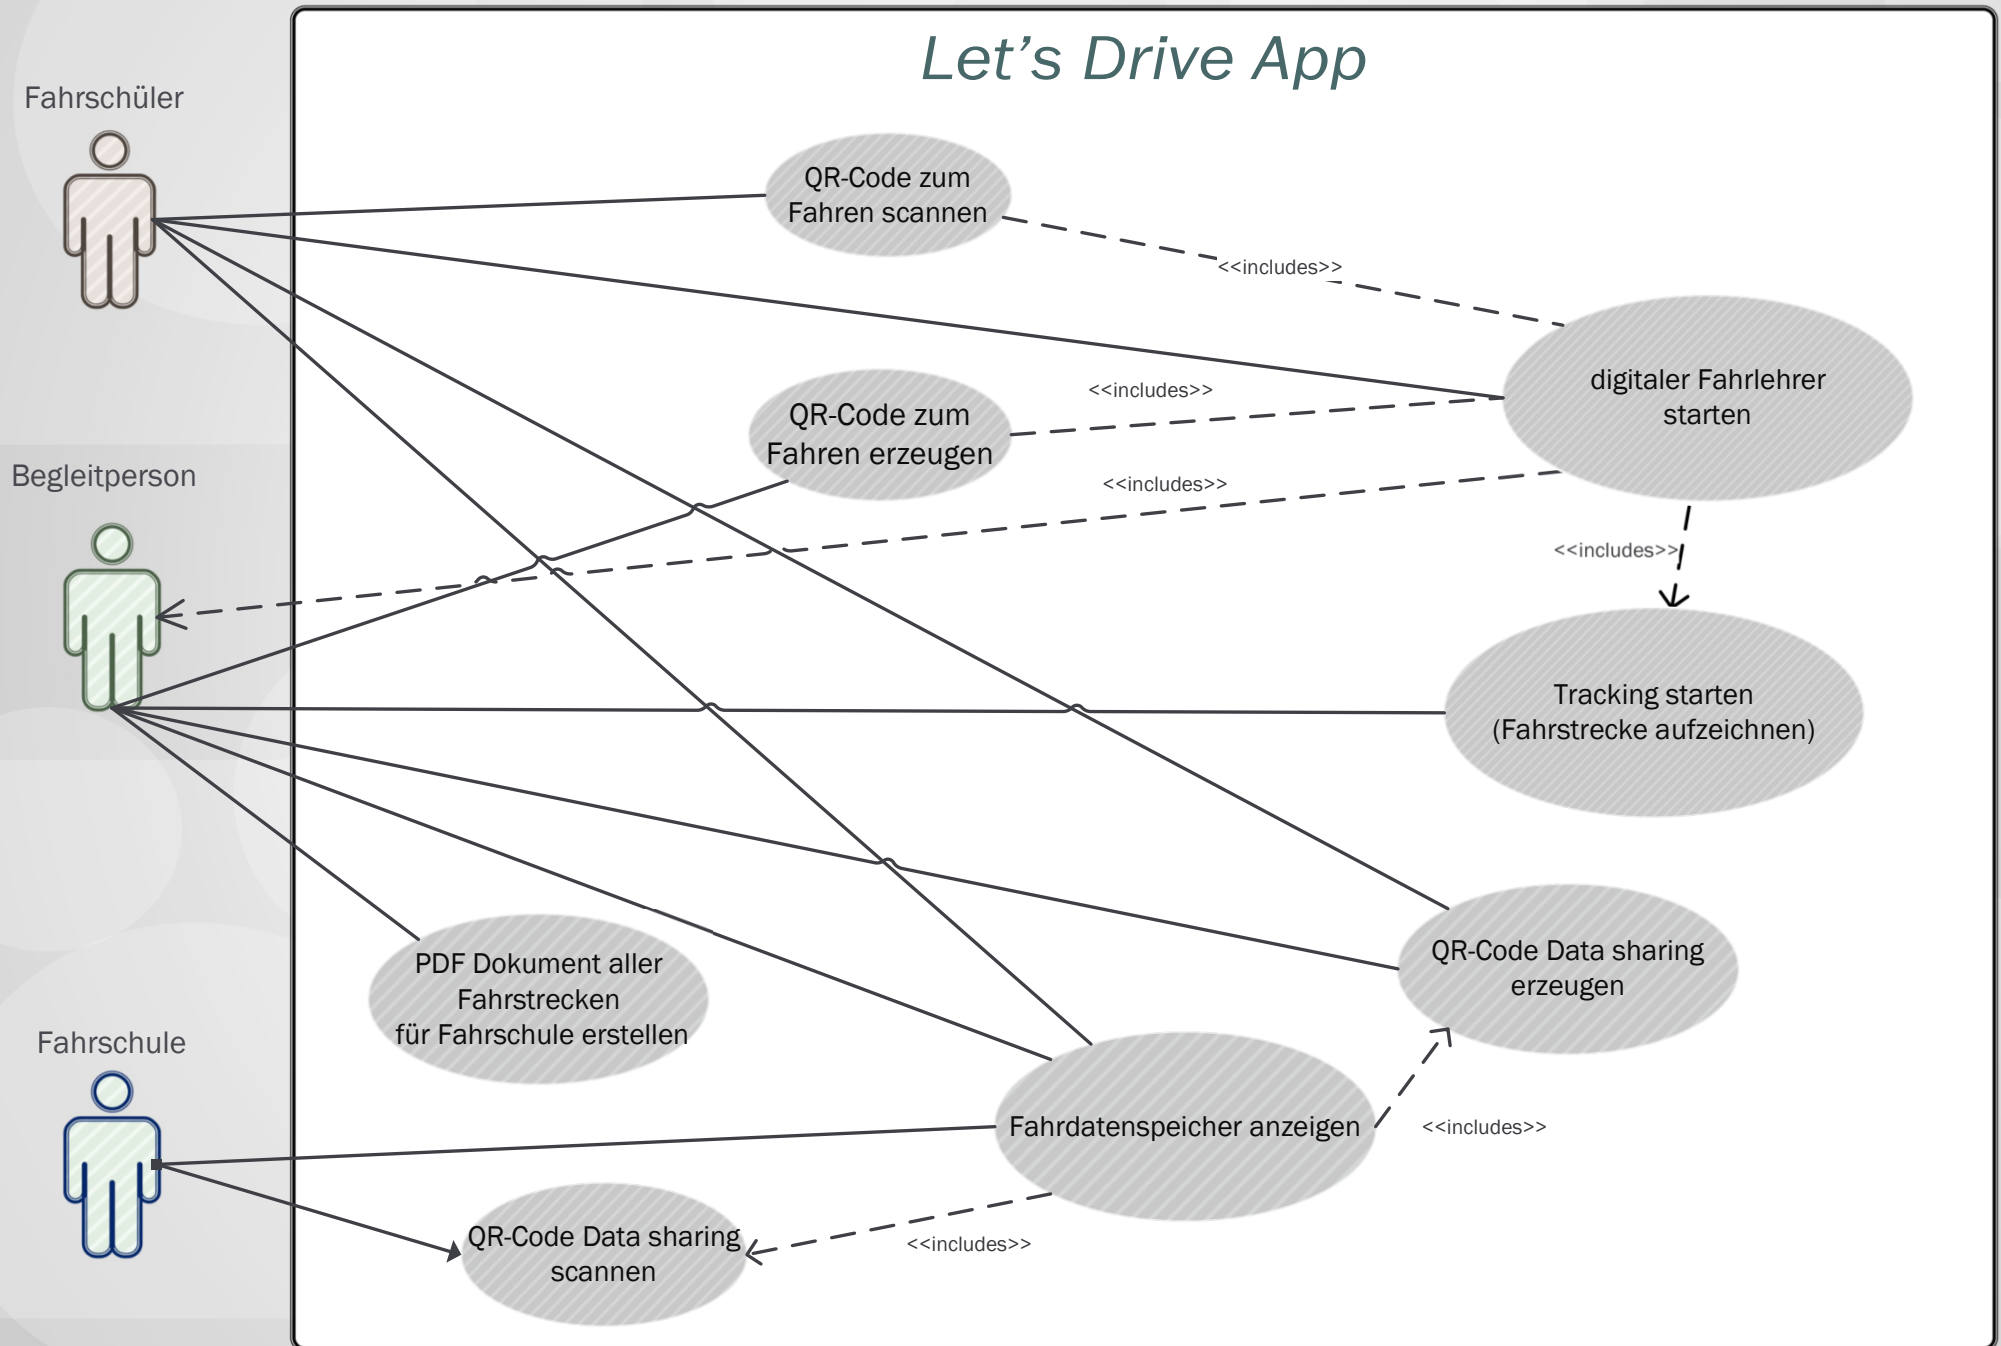 Let's Drive App
Fahrschüler
QR-Code zum
Fahren scannen
<<includes>>
digitaler Fahrlehrer
starten
<<includes>>
QR-Code zum
Fahren erzeugen
Begleitperson
<<includes>>
<<includes>>
Tracking starten
(Fahrstrecke aufzeichnen)
QR-Code Data sharing
erzeugen
PDF Dokument aller
Fahrstrecken
für Fahrschule erstellen
Fahrschule
Fahrdatenspeicher anzeigen
<<includes>>
QR-Code Data sharing
scannen
<<includes>>